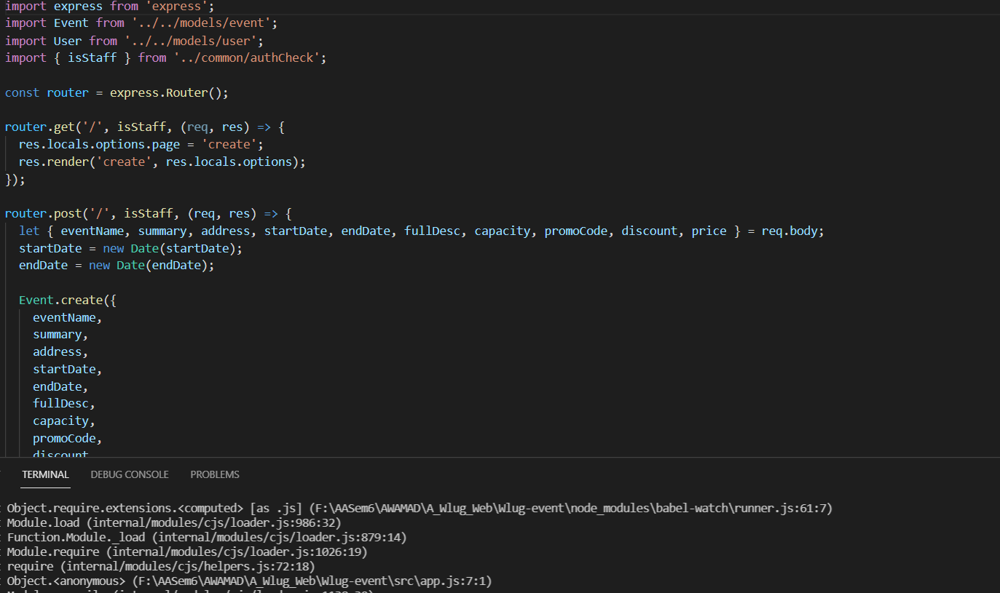 import express from 'express';
import Event from '../../models/event';
import User from '../../models/user';
import { isStaff } from '../common/authCheck';

const router = express.Router();

router.get('/', isStaff, (req, res) => {
  res.locals.options.page = 'create';
  res.render('create', res.locals.options);
});

router.post('/', isStaff, (req, res) => {
  let { eventName, summary, address, startDate, endDate, fullDesc, capacity, promoCode, discount, price } = req.body;
  startDate = new Date(startDate);
  endDate = new Date(endDate);

  Event.create({
    eventName,
    summary,
    address,
    startDate,
    endDate,
    fullDesc,
    capacity,
    promoCode,
    discount
TERMINAL DEBUG CONSOLE PROBLEMS
Object.require.extensions.<computed> [as .js] (F:\AASem6\AWAMAD\A_Wlug_Web\Wlug-event\node_modules\babel-watch\runner.js:61:7)
Module.load (internal/modules/cjs/loader.js:986:32)
Function.Module._load (internal/modules/cjs/loader.js:879:14)
Module.require (internal/modules/cjs/loader.js:1026:19)
require (internal/modules/cjs/helpers.js:72:18)
Object.<anonymous> (F:\AASem6\AWAMAD\A_Wlug_Web\Wlug-event\src\app.js:7:1)